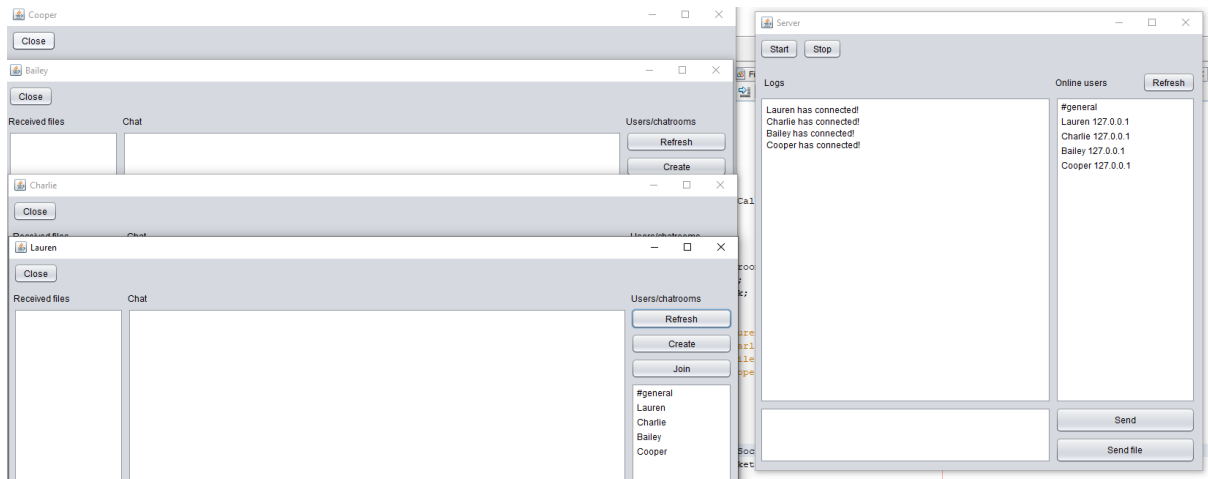 Cooper
Close
Bailey
Close
Received files Chat Users/chatrooms
Refresh
Create
Charlie
Close
Lauren
Close
Received files Chat Users/chatrooms
Refresh
Create
Join
#general
Lauren
Charlie
Bailey
Cooper
Server
Start Stop
Logs Online users Refresh
Lauren has connected!
Charlie has connected!
Bailey has connected!
Cooper has connected!
#general
Lauren 127.0.0.1
Charlie 127.0.0.1
Bailey 127.0.0.1
Cooper 127.0.0.1
Send
Send file